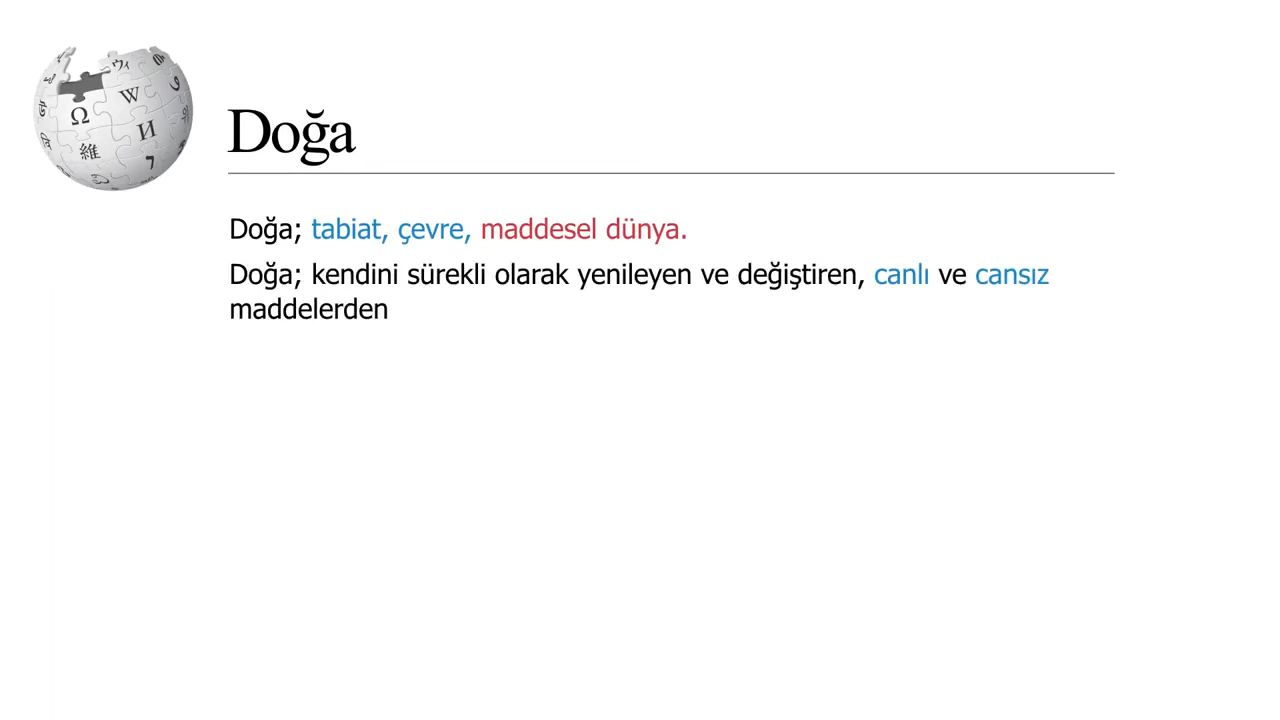 Doğa
Doğa; tabiat, çevre, maddesel dünya.
Doğa; kendini sürekli olarak yenileyen ve değiştiren, canlı ve cansız
maddelerden